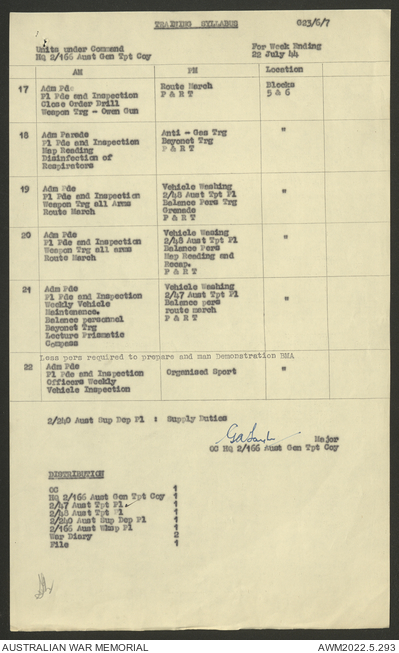 TRAINING SYLLABUS G23/6/7
Units under Command For Week Ending
HQ 2/166 Aust Gen Tpt Coy 22 July 44
AM PM Location
17 Adm Pde Route March Blocks
Pl Pde and Inspection P & R T 5 & 6
Close Order Drill
Weapon Trg - Owen Gun
18 Adm Parade Anti - Gas Trg "
Pl Pde and Inspection Bayonet Trg
Map Reading P & R T
Disinfection of
Respirators
19 Adm Pde Vehicle Washing "
Pl Pde and Inspection 2/48 Aust Tpt Pl
Weapon Trg all Arms Balance Pers Trg
Route March Grenade
P & R T
20 Adm Pde Vehicle Wasing "
Pl Pde and Inspection 2/48 Aust Tpt Pl
Weapon Trg all arms Balance Pers
Route March Map Reading and
Recap.
P & R T
21 Adm Pde Vehicle Washing "
Pl Pde and Inspection 2/47 Aust Tpt Pl
Weekly Vehicle Balance pers
Maintenance. route march
Balance personnel P & R T
Bayonet Trg
Lecture Prismatic
Compass
Less pers required to prepare and man Demonstration BMA
22 Adm Pde
Pl Pde and Inspection Organised Sport "
Officers Weekly
Vehicle Inspection
2/240 Aust Sup Dep Pl : Supply Duties
Major
OC HQ 2/166 Aust Gen Tpt Coy
DISTRIBUTION
OC 1
HQ 2/166 Aust Gen Tpt Coy 1
2/47 Aust Tpt Pl 1
2/48 Aust Tpt Pl 1
2/240 Aust Sup Dep Pl 1
2/166 Aust Wksp Pl 1
War Diary 2
File 1
AUSTRALIAN WAR MEMORIAL AWM2022.5.293